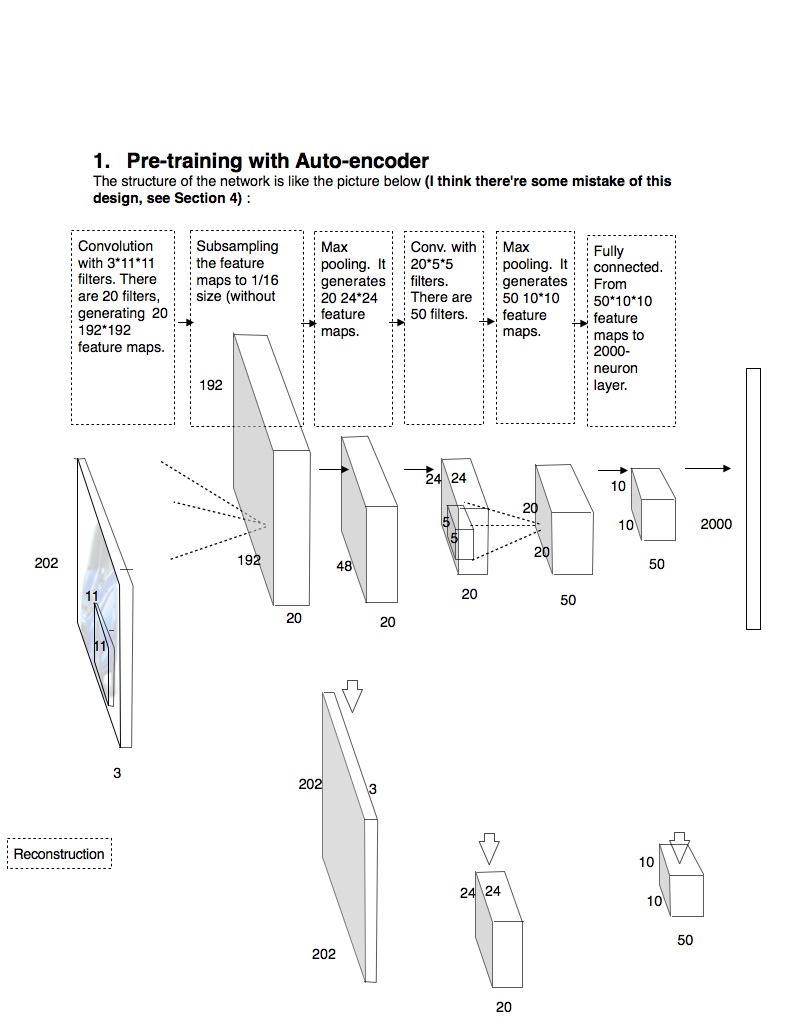 1. Pre-training with Auto-encoder
The structure of the network is like the picture below (I think there're some mistake of this
design, see Section 4) :
Convolution
with 3*11*11
filters. There
are 20 filters,
generating 20
192*192
feature maps.
Subsampling
the feature
maps to 1/16
size (without
Max
pooling. It
generates
20 24*24
feature
maps.
Conv. with
20*5*5
filters.
There are
50 filters.
Max
pooling. It
generates
50 10*10
feature
maps.
Fully
connected.
From
50*10*10
feature
maps to
2000-
neuron
layer.
192
192
20
202
11
11
3
48
20
24 24
5
5
20
20
20
50
10
10
50
2000
202
3
202
Reconstruction
24 24
20
10
10
50